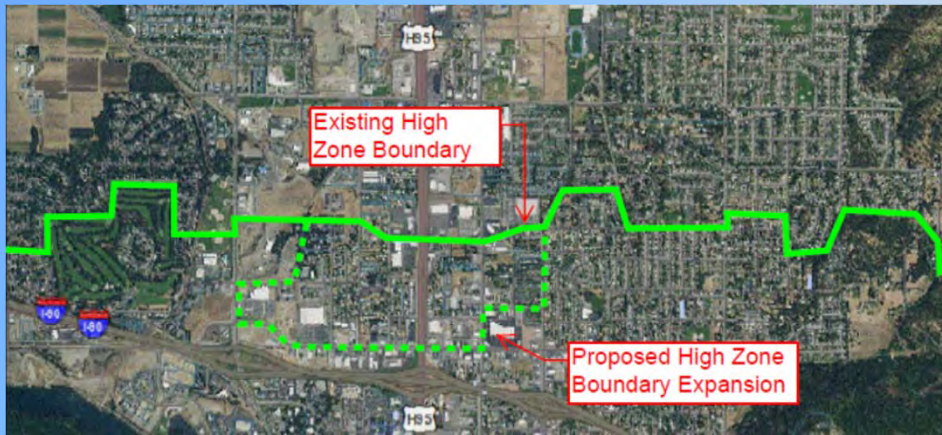 H95
Existing High
Zone Boundary
I-90
I-90
Proposed High Zone
Boundary Expansion
H95